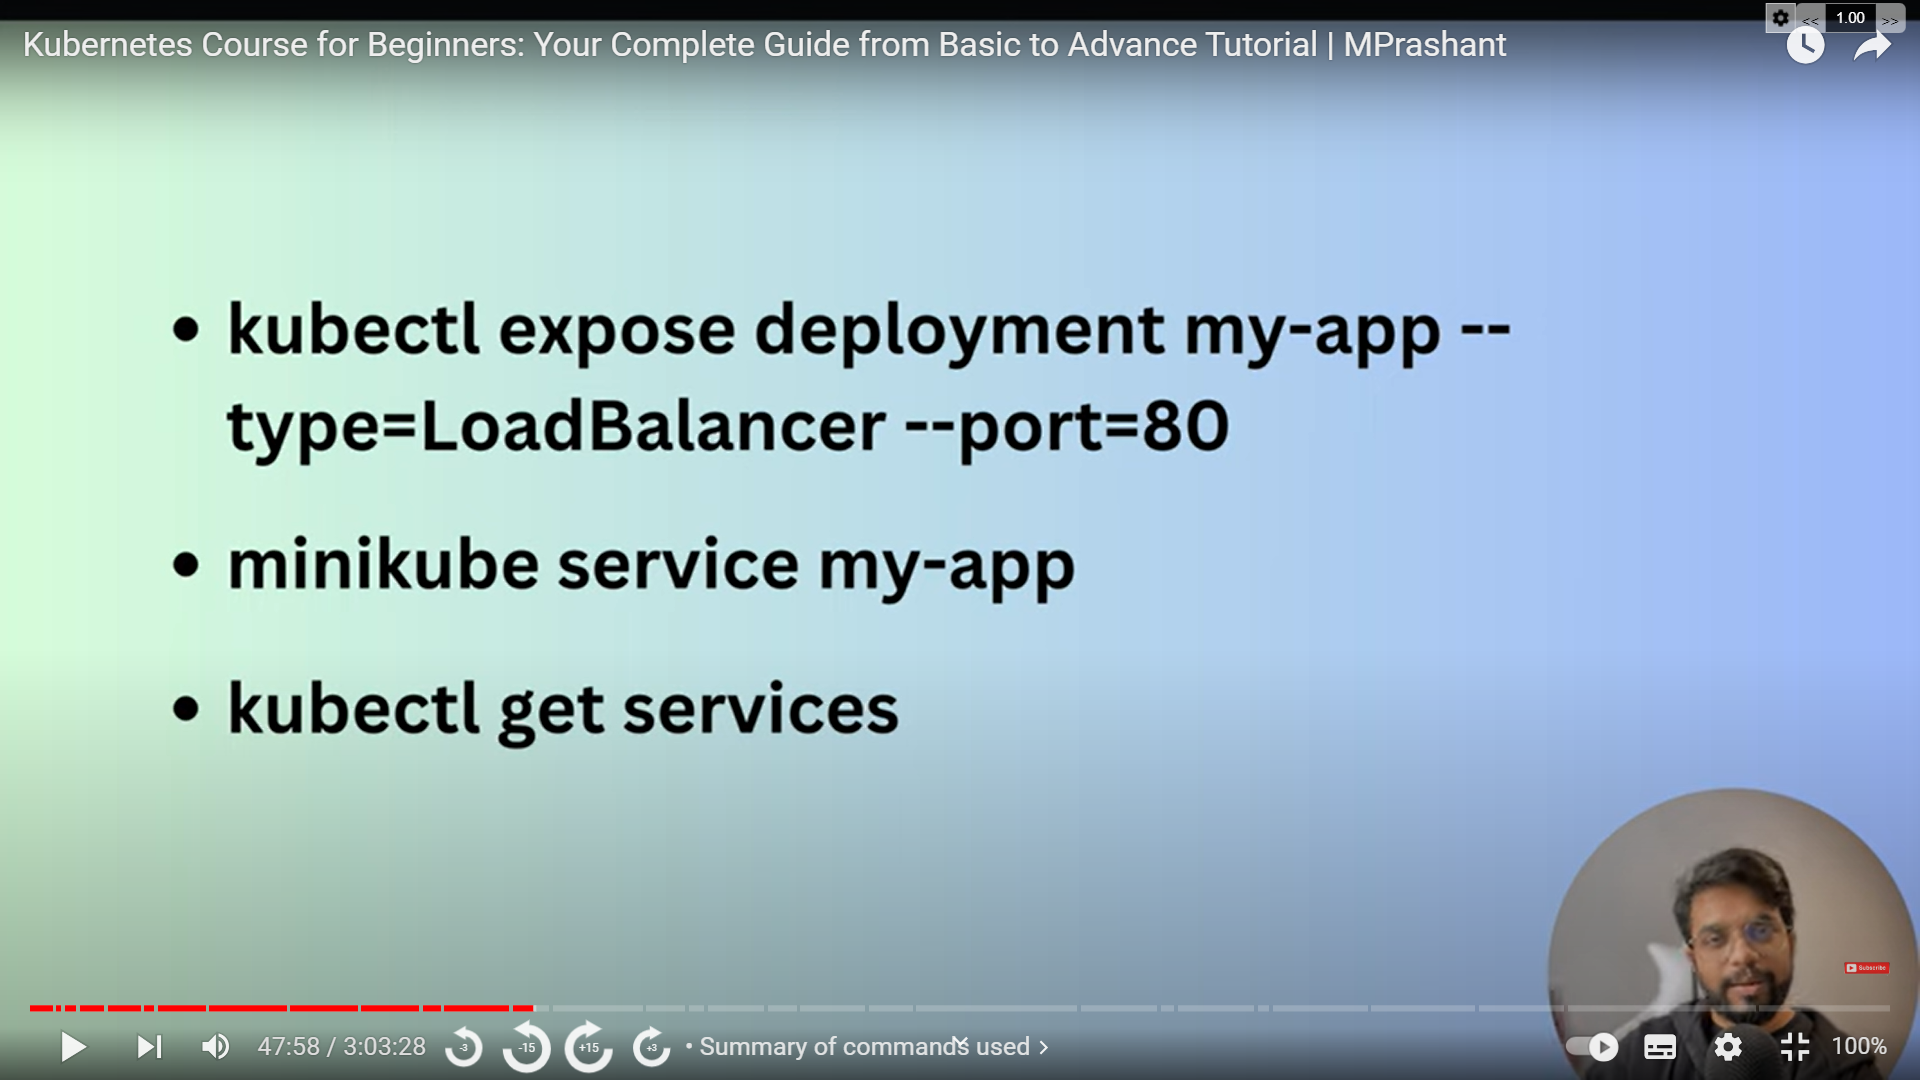 << 1.00 >>
Kubernetes Course for Beginners: Your Complete Guide from Basic to Advance Tutorial | MPrashant
• kubectl expose deployment my-app --
type=LoadBalancer --port=80
• minikube service my-app
• kubectl get services
Subscribe
47:58 / 3:03:28 -3 -15 +15 +3 • Summary of commands used › 100%